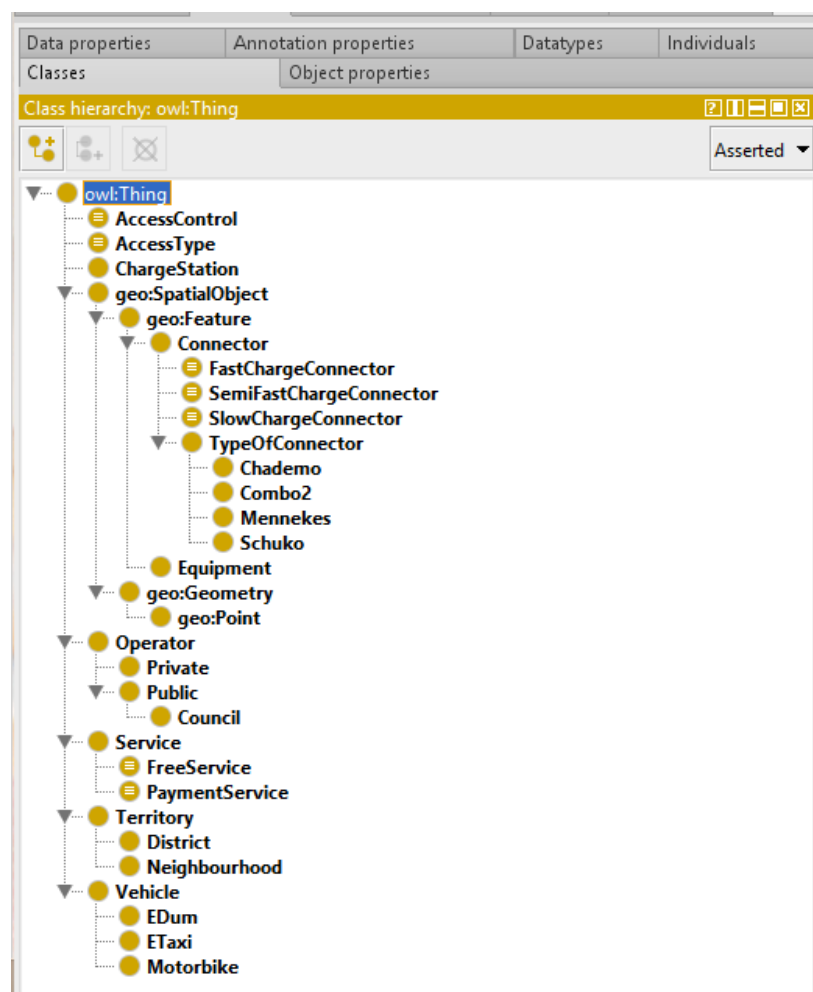 Data properties Annotation properties Datatypes Individuals
Classes Object properties
Class hierarchy: owl:Thing
Asserted
owl:Thing
AccessControl
AccessType
ChargeStation
geo:SpatialObject
geo:Feature
Connector
FastChargeConnector
SemiFastChargeConnector
SlowChargeConnector
TypeOfConnector
Chademo
Combo2
Mennekes
Schuko
Equipment
geo:Geometry
geo:Point
Operator
Private
Public
Council
Service
FreeService
PaymentService
Territory
District
Neighbourhood
Vehicle
EDum
ETaxi
Motorbike